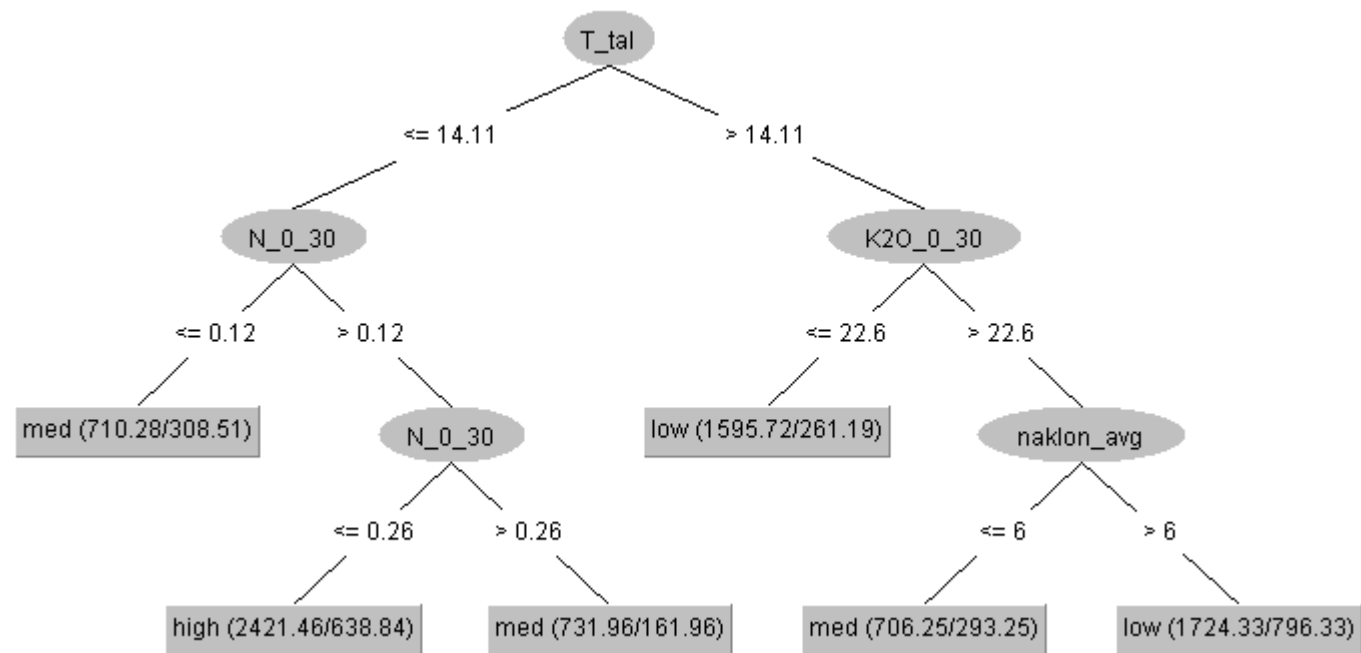 T_tal
<= 14.11 > 14.11
N_0_30 K2O_0_30
<= 0.12 > 0.12 <= 22.6 > 22.6
med (710.28/308.51) N_0_30 low (1595.72/261.19) naklon_avg
<= 0.26 > 0.26 <= 6 > 6
high (2421.46/638.84) med (731.96/161.96) med (706.25/293.25) low (1724.33/796.33)